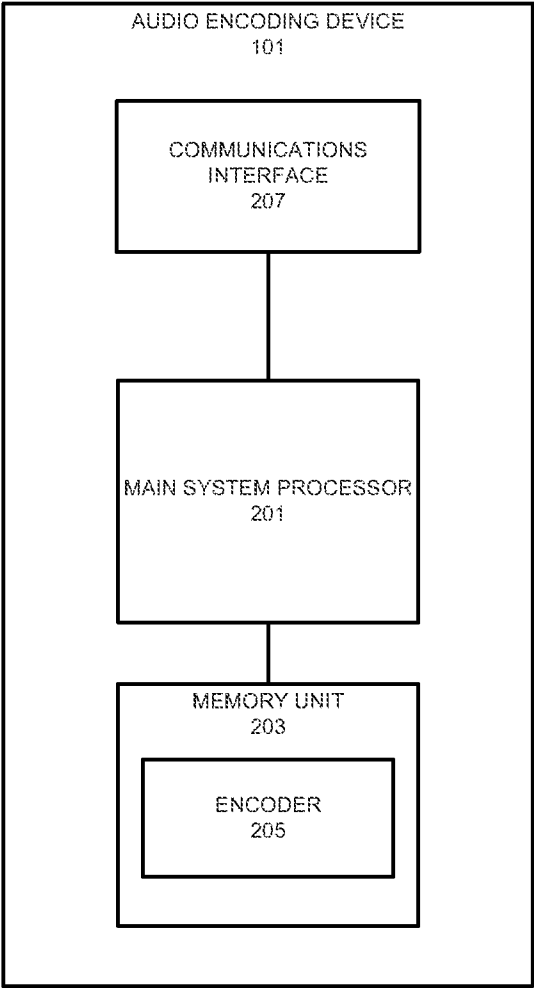 AUDIO ENCODING DEVICE
101
COMMUNICATIONS
INTERFACE
207
MAIN SYSTEM PROCESSOR
201
MEMORY UNIT
203
ENCODER
205